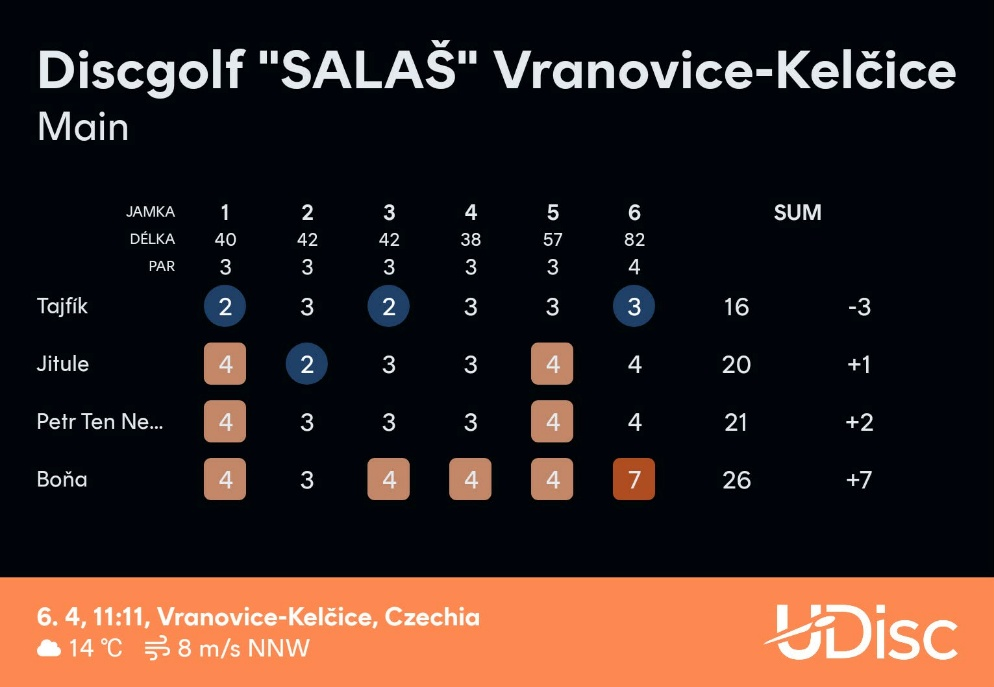 Discgolf "SALAŠ" Vranovice-Kelčice
Main
JAMKA 1 2 3 4 5 6 SUM
DÉLKA 40 42 42 38 57 82
PAR 3 3 3 3 3 4
Tajfík 2 3 2 3 3 3 16 -3
Jitule 4 2 3 3 4 4 20 +1
Petr Ten Ne... 4 3 3 3 4 4 21 +2
Boňa 4 3 4 4 4 7 26 +7
6. 4, 11:11, Vranovice-Kelčice, Czechia
14 °C 8 m/s NNW
UDisc